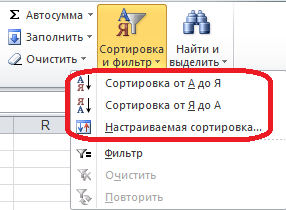 Σ Автосумма
Заполнить
Очистить
Сортировка
и фильтр
Найти и
выделить
Сортировка от А до Я
Сортировка от Я до А
Настраиваемая сортировка...
Фильтр
Очистить
Повторить
R